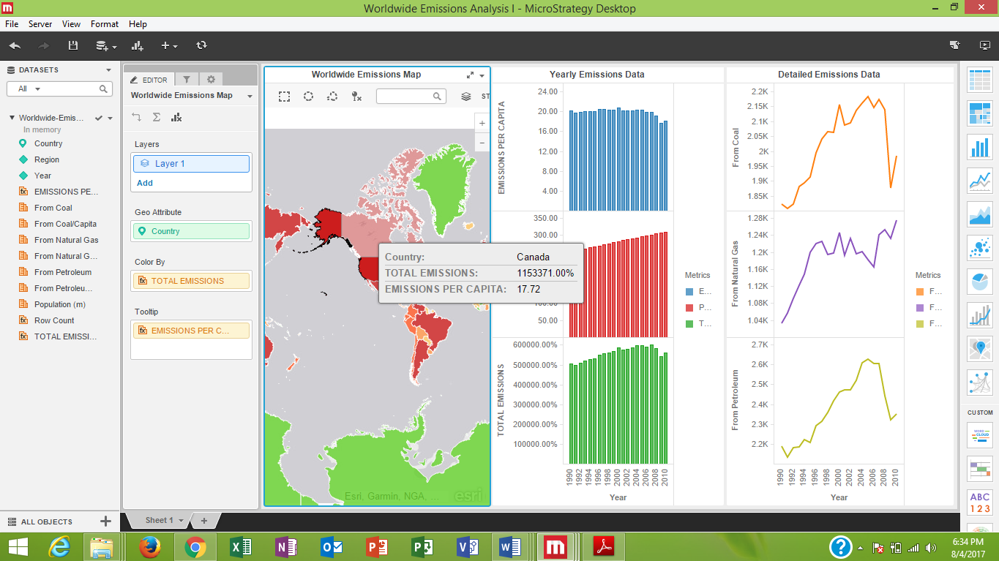 Worldwide Emissions Analysis I - MicroStrategy Desktop
File Server View Format Help
DATASETS
All
Worldwide-Emis...
In memory
Country
Region
Year
EMISSIONS PE...
From Coal
From Coal/Capita
From Natural Gas
From Natural G...
From Petroleum
From Petroleu...
Population (m)
Row Count
TOTAL EMISSI...
ALL OBJECTS
EDITOR
Worldwide Emissions Map
Layers
Layer 1
Add
Geo Attribute
Country
Color By
TOTAL EMISSIONS
Tooltip
EMISSIONS PER C...
Worldwide Emissions Map
ST
Country: Canada
TOTAL EMISSIONS: 1153371.00%
EMISSIONS PER CAPITA: 17.72
Esri, Garmin, NGA, ...
esri
Yearly Emissions Data
EMISSIONS PER CAPITA
24.00
20.00
16.00
12.00
8.00
4.00
350.00
300.00
100.00
50.00
TOTAL EMISSIONS
600000.00%
500000.00%
400000.00%
300000.00%
200000.00%
100000.00%
1990 1992 1994 1996 1998 2000 2002 2004 2006 2008 2010
Year
Metrics
E...
P...
T...
Detailed Emissions Data
From Coal
2.2K
2.15K
2.1K
2.05K
2K
1.95K
1.9K
1.85K
From Natural Gas
1.28K
1.24K
1.2K
1.16K
1.12K
1.08K
1.04K
From Petroleum
2.7K
2.6K
2.5K
2.4K
2.3K
2.2K
1990 1992 1994 1996 1998 2000 2002 2004 2006 2008 2010
Year
Metrics
F...
F...
F...
CUSTOM
WORD
CLOUD
ABC
123
Sheet 1
6:34 PM
8/4/2017